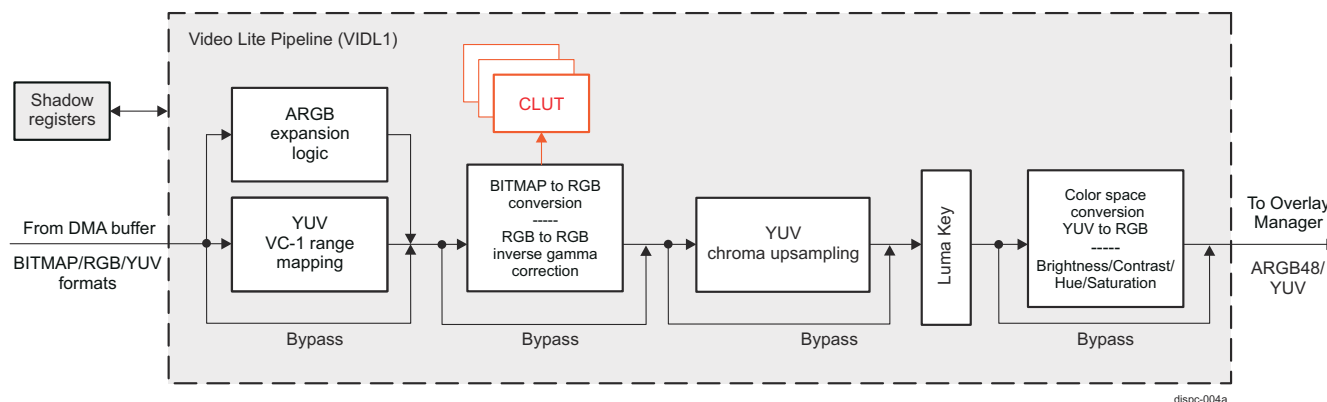 Video Lite Pipeline (VIDL1)
Shadow
registers
ARGB
expansion
logic
CLUT
From DMA buffer
BITMAP/RGB/YUV
formats
YUV
VC-1 range
mapping
Bypass
BITMAP to RGB
conversion
-----
RGB to RGB
inverse gamma
correction
Bypass
YUV
chroma upsampling
Bypass
Luma Key
Color space
conversion
YUV to RGB
-----
Brightness/Contrast/
Hue/Saturation
Bypass
To Overlay
Manager
ARGB48/
YUV
dispc-004a